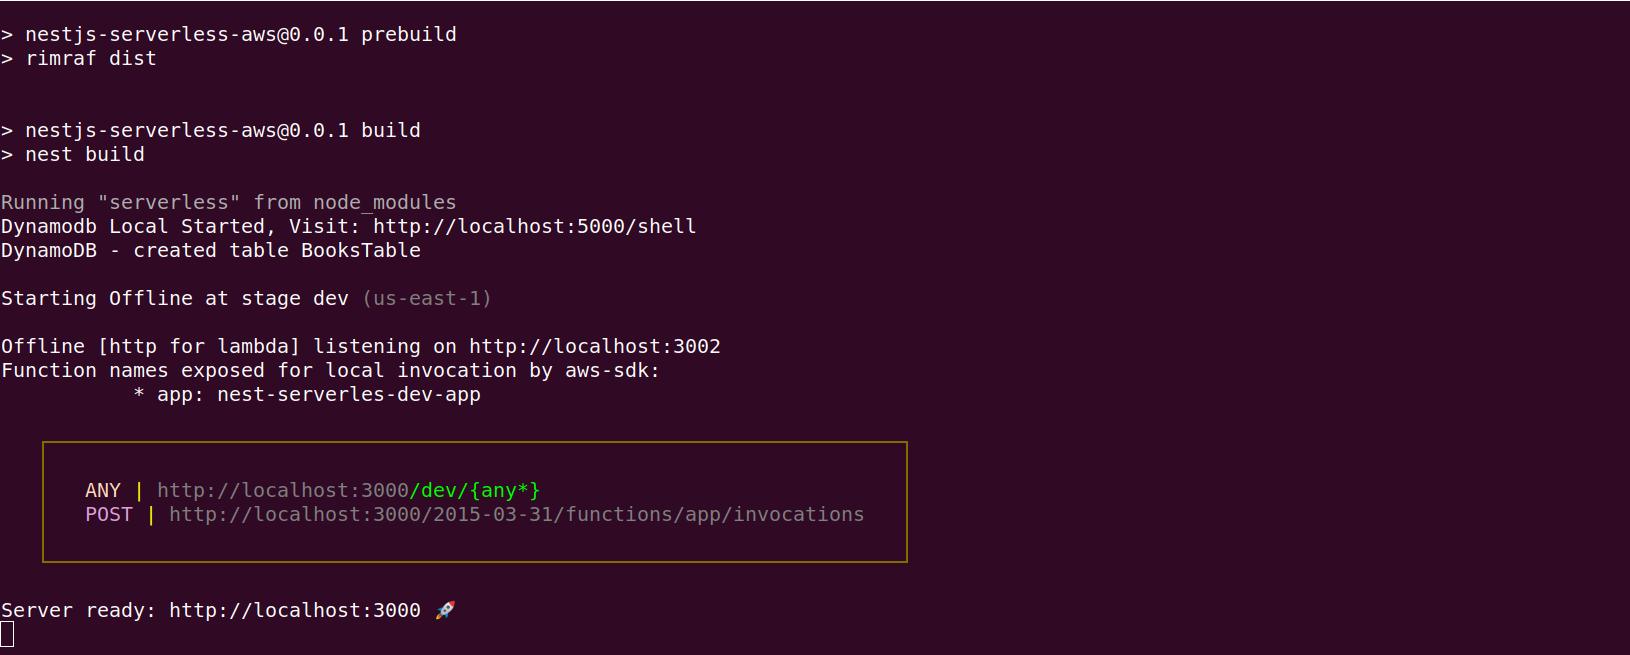 > nestjs-serverless-aws@0.0.1 prebuild
> rimraf dist
> nestjs-serverless-aws@0.0.1 build
> nest build
Running "serverless" from node_modules
Dynamodb Local Started, Visit: http://localhost:5000/shell
DynamoDB - created table BooksTable
Starting Offline at stage dev (us-east-1)
Offline [http for lambda] listening on http://localhost:3002
Function names exposed for local invocation by aws-sdk:
* app: nest-serverles-dev-app
ANY | http://localhost:3000/dev/{any*}
POST | http://localhost:3000/2015-03-31/functions/app/invocations
Server ready: http://localhost:3000 🚀